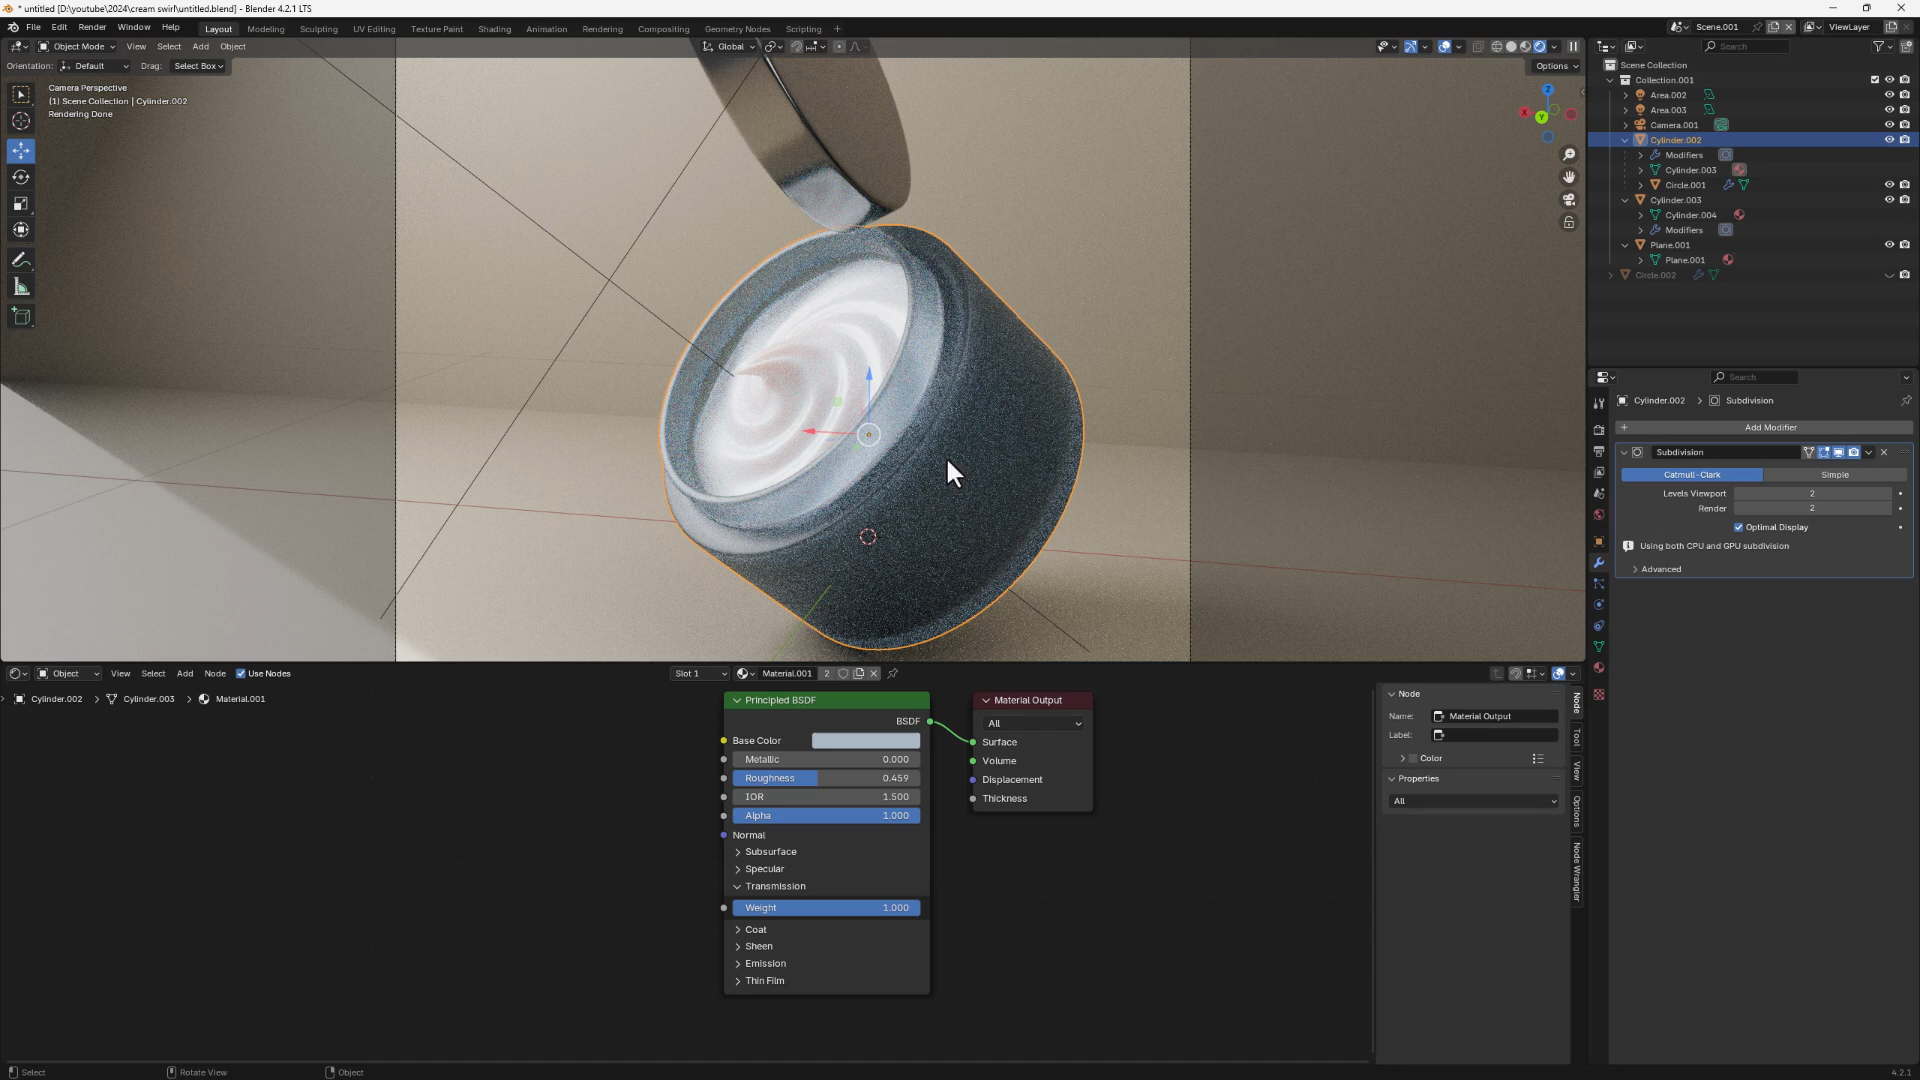 * untitled [D:\youtube\2024\cream swirl\untitled.blend] - Blender 4.2.1 LTS
File Edit Render Window Help Layout Modeling Sculpting UV Editing Texture Paint Shading Animation Rendering Compositing Geometry Nodes Scripting Scene.001 ViewLayer
Object Mode View Select Add Object Global Search
Orientation: Default Drag: Select Box Options
Camera Perspective
(1) Scene Collection | Cylinder.002
Rendering Done
Z
X
Y
Scene Collection
Collection.001
Area.002
Area.003
Camera.001
Cylinder.002
Modifiers
Cylinder.003
Circle.001
Cylinder.003
Cylinder.004
Modifiers
Plane.001
Plane.001
Circle.002
Search
Cylinder.002 > Subdivision
Add Modifier
Subdivision
Catmull-Clark Simple
Levels Viewport 2
Render 2
Optimal Display
Using both CPU and GPU subdivision
Advanced
Object View Select Add Node Use Nodes Slot 1 Material.001 2
Cylinder.002 > Cylinder.003 > Material.001
Principled BSDF
BSDF
Base Color
Metallic 0.000
Roughness 0.459
IOR 1.500
Alpha 1.000
Normal
Subsurface
Specular
Transmission
Weight 1.000
Coat
Sheen
Emission
Thin Film
Material Output
All
Surface
Volume
Displacement
Thickness
Node
Name: Material Output
Label:
Color
Properties
All
Node
Tool
View
Options
Node Wrangler
Select Rotate View Object 4.2.1